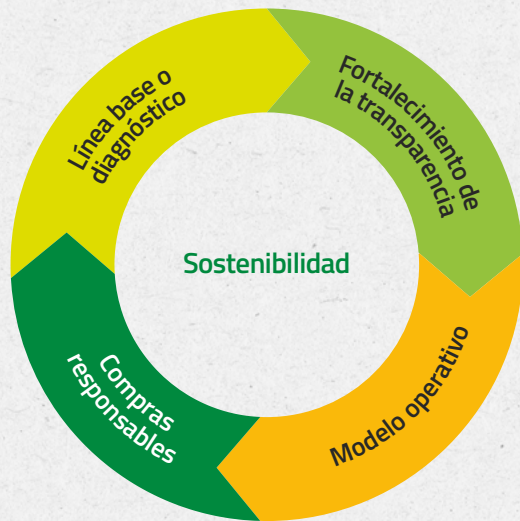 Línea base o
diagnóstico
Fortalecimiento de
la transparencia
Sostenibilidad
Compras
responsables
Modelo operativo